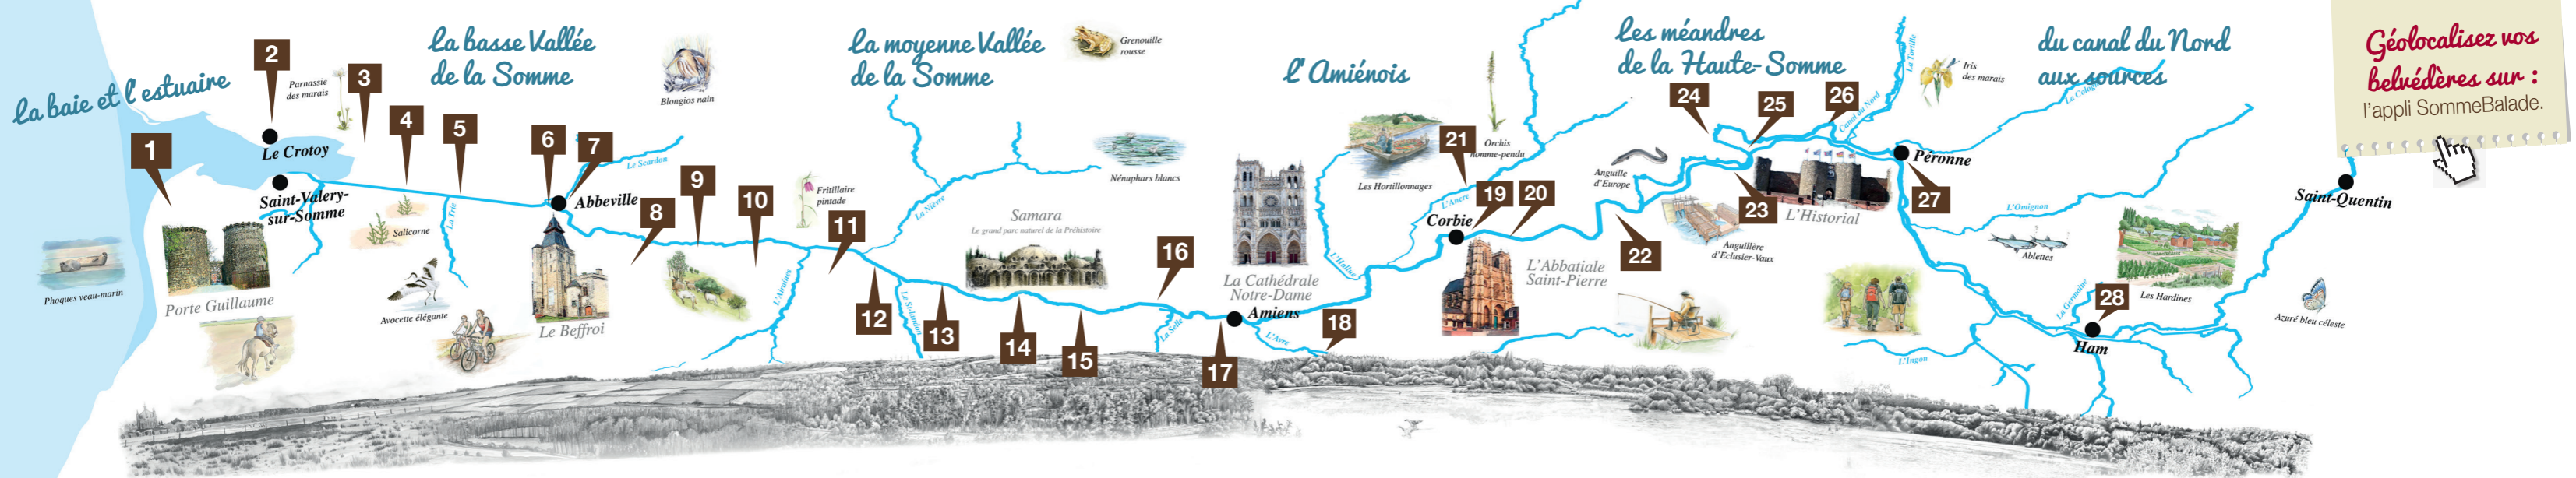 La baie et l'estuaire
1
2
Le Crotoy
Saint-Valery-
sur-Somme
Phoques veau-marin
Porte Guillaume
Parnassie
des marais
3
4
5
La basse Vallée
de la Somme
Salicorne
La Trie
Avocette élégante
6
7
Abbeville
Le Scardon
Blongios nain
Le Beffroi
8
9
10
Fritillaire
pintade
11
L'Airaines
La moyenne Vallée
de la Somme
Grenouille
rousse
La Nièvre
Nénuphars blancs
Samara
Le grand parc naturel de la Préhistoire
12
13
14
15
16
La Selle
17
L'Amiénois
La Cathédrale
Notre-Dame
Amiens
L'Avre
18
L'Hallue
Les Hortillonnages
Orchis
homme-pendu
21
L'Ancre
Corbie
19
20
L'Abbatiale
Saint-Pierre
Les méandres
de la Haute-Somme
Anguille
d'Europe
22
23
24
25
26
Anguillère
d'Eclusier-Vaux
L'Historial
Canal du Nord
La Tortille
Iris
des marais
Péronne
27
du canal du Nord
aux sources
La Cologne
L'Omignon
Ablettes
Les Hardines
La Germaine
28
Ham
L'Ingon
Azuré bleu céleste
Saint-Quentin
Géolocalisez vos
belvédères sur :
l'appli SommeBalade.